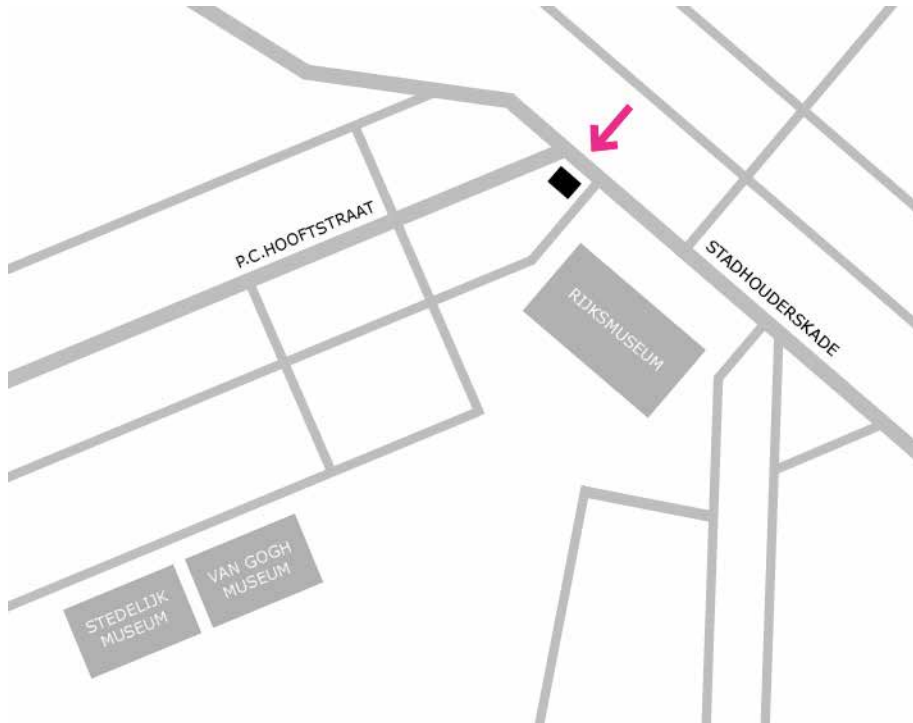 P.C.HOOFTSTRAAT
STADHOUDERSKADE
RIJKSMUSEUM
VAN GOGH
MUSEUM
STEDELIJK
MUSEUM